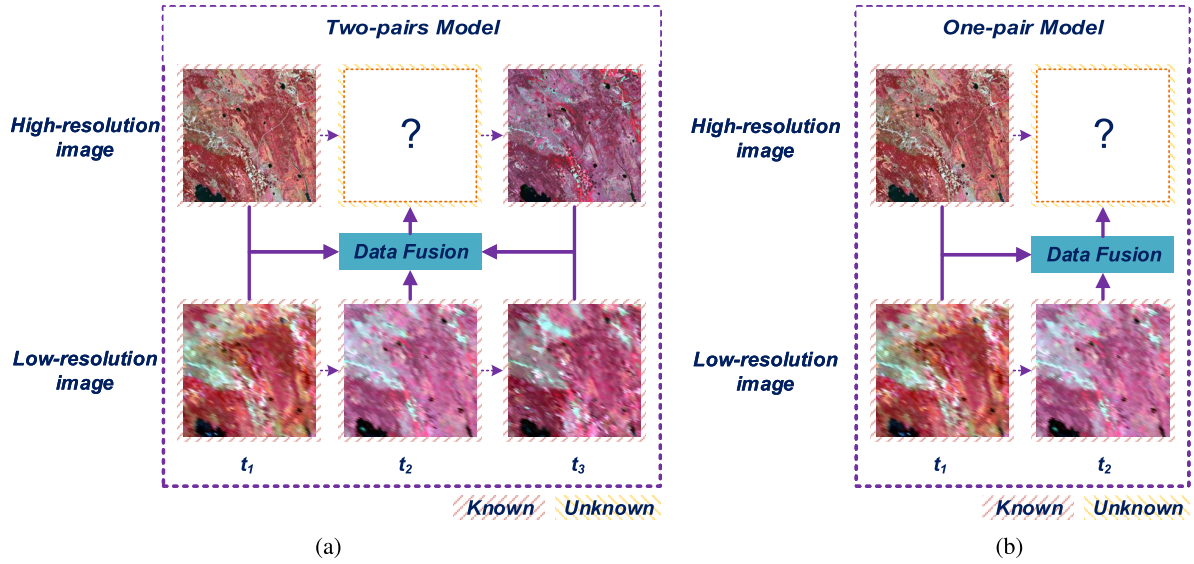 Two-pairs Model
High-resolution
image
?
Data Fusion
Low-resolution
image
t1
t2
t3
Known
Unknown
(a)
One-pair Model
High-resolution
image
?
Data Fusion
Low-resolution
image
t1
t2
Known
Unknown
(b)